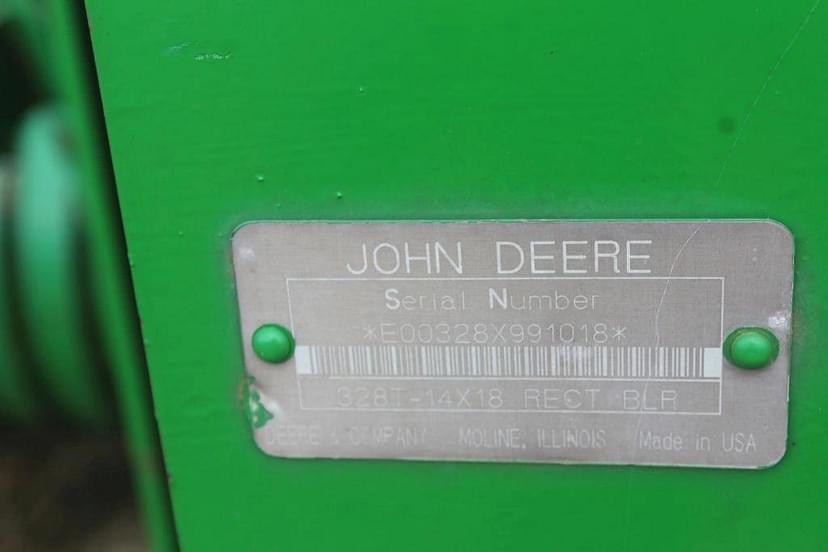 JOHN DEERE
Serial Number
*E00328X991018*
328T-14X18 RECT BLR
DEERE & COMPANY MOLINE, ILLINOIS Made in USA